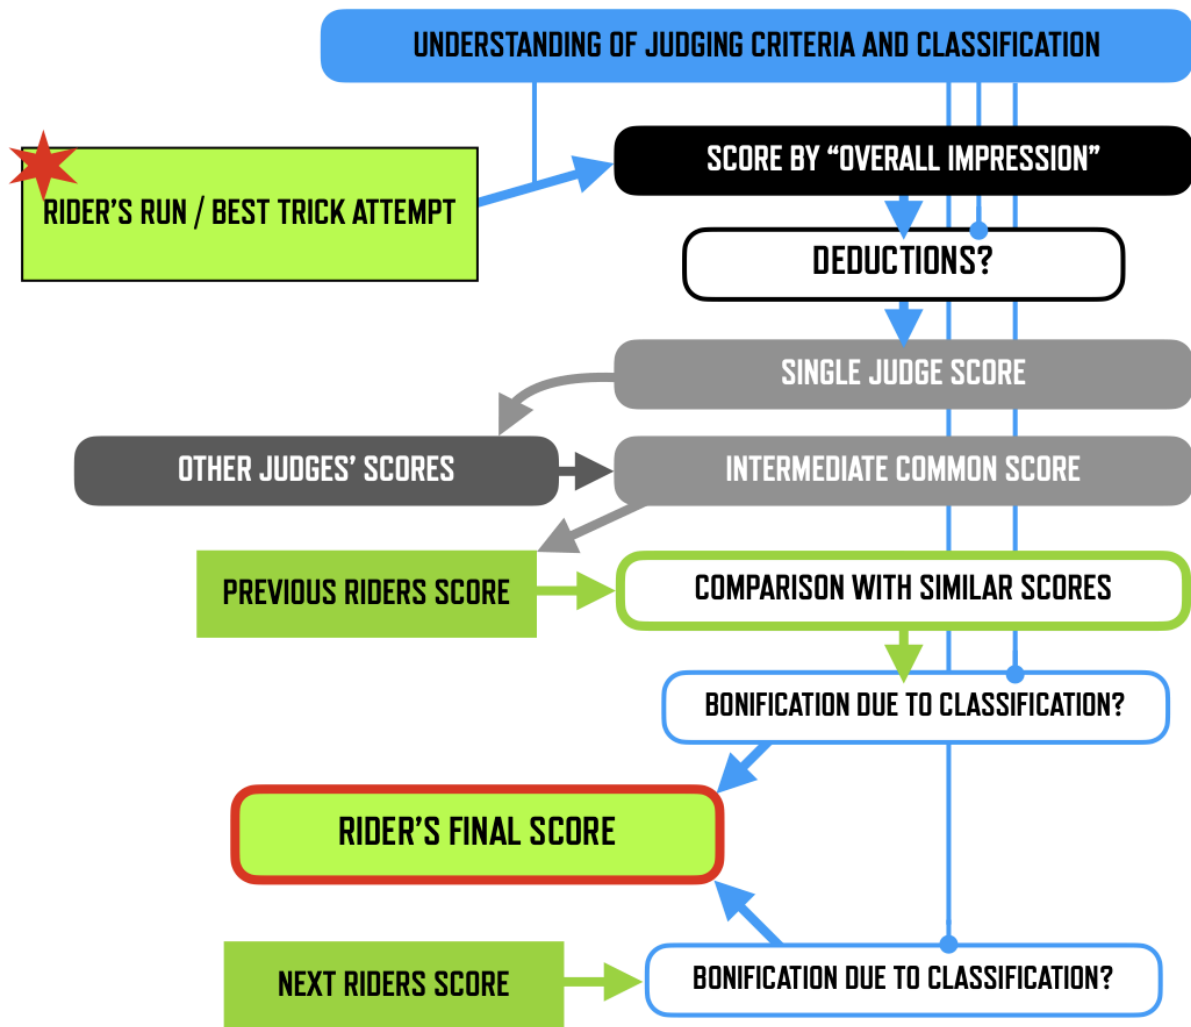 UNDERSTANDING OF JUDGING CRITERIA AND CLASSIFICATION
SCORE BY “OVERALL IMPRESSION”
RIDER’S RUN / BEST TRICK ATTEMPT
DEDUCTIONS?
SINGLE JUDGE SCORE
OTHER JUDGES’ SCORES
INTERMEDIATE COMMON SCORE
PREVIOUS RIDERS SCORE
COMPARISON WITH SIMILAR SCORES
BONIFICATION DUE TO CLASSIFICATION?
RIDER’S FINAL SCORE
NEXT RIDERS SCORE
BONIFICATION DUE TO CLASSIFICATION?